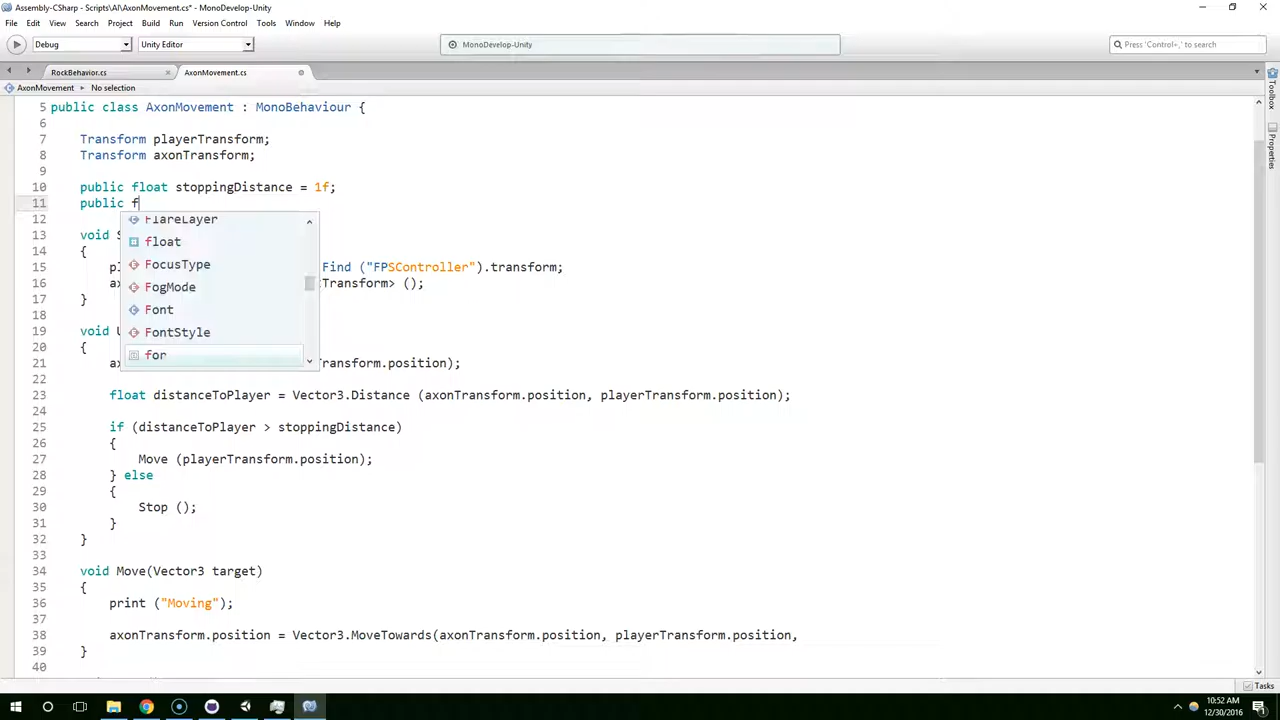 Assembly-CSharp - Scripts\AI\AxonMovement.cs* - MonoDevelop-Unity
File Edit View Search Project Build Run Version Control Tools Window Help
Debug Unity Editor MonoDevelop-Unity Press 'Control+,' to search
RockBehavior.cs AxonMovement.cs
AxonMovement No selection
5 public class AxonMovement : MonoBehaviour {
6
7 Transform playerTransform;
8 Transform axonTransform;
9
10 public float stoppingDistance = 1f;
11 public f
12 FlareLayer
13 void S float
14 {
15 pl FocusType Find ("FPSController").transform;
16 ax FogMode Transform> ();
17 }
Font
18
19 void U FontStyle
20 {
for
21 ax ransform.position);
22
23 float distanceToPlayer = Vector3.Distance (axonTransform.position, playerTransform.position);
24
25 if (distanceToPlayer > stoppingDistance)
26 {
27 Move (playerTransform.position);
28 } else
29 {
30 Stop ();
31 }
32 }
33
34 void Move(Vector3 target)
35 {
36 print ("Moving");
37
38 axonTransform.position = Vector3.MoveTowards(axonTransform.position, playerTransform.position,
39 }
40
Toolbox
Properties
Tasks
10:52 AM
12/30/2016